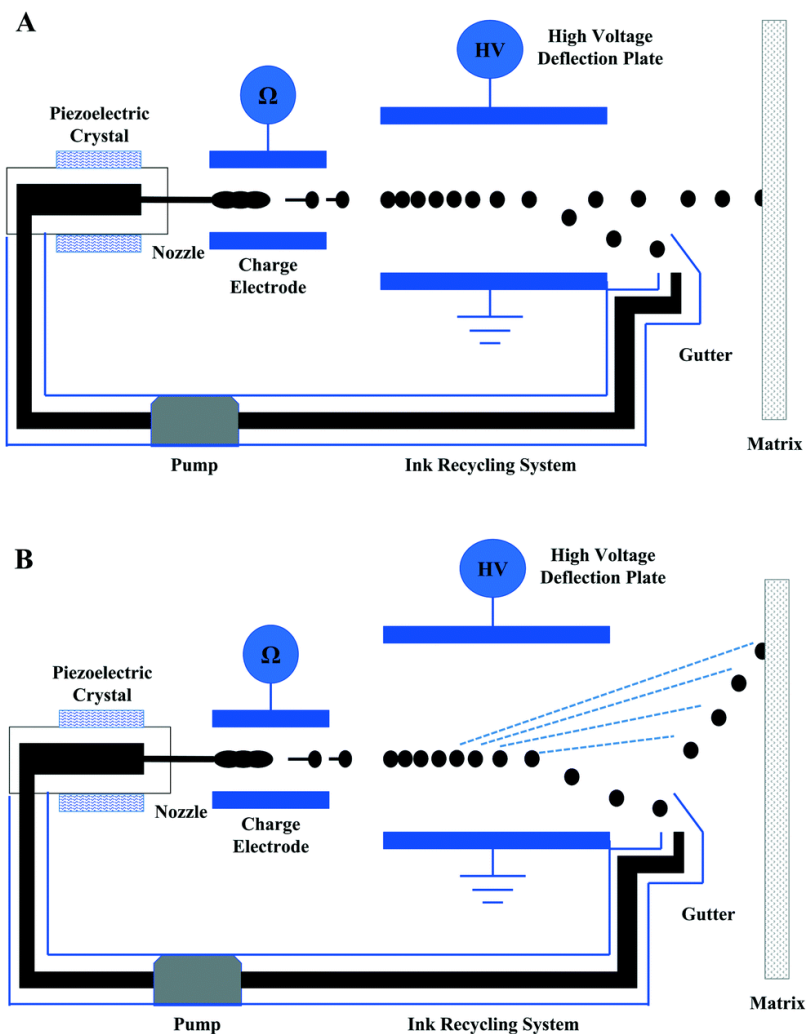 A
HV
High Voltage
Deflection Plate
Ω
Piezoelectric
Crystal
Nozzle
Charge
Electrode
Gutter
Matrix
Pump
Ink Recycling System
B
HV
High Voltage
Deflection Plate
Ω
Piezoelectric
Crystal
Nozzle
Charge
Electrode
Gutter
Matrix
Pump
Ink Recycling System